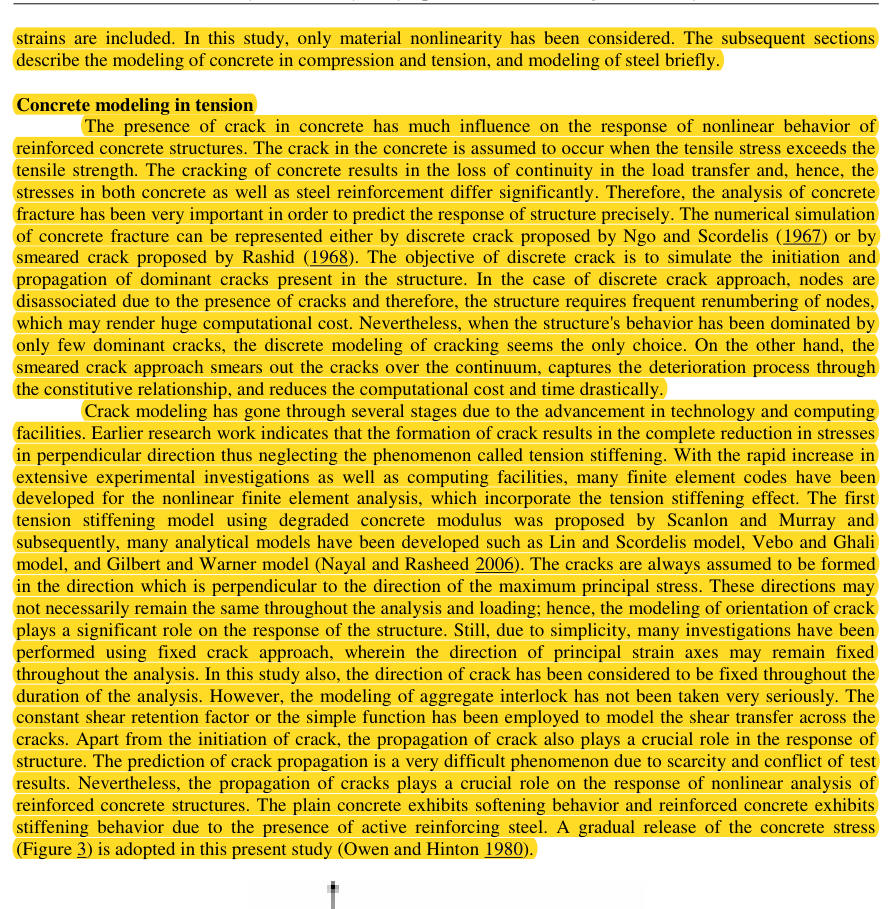 strains are included. In this study, only material nonlinearity has been considered. The subsequent sections
describe the modeling of concrete in compression and tension, and modeling of steel briefly.
Concrete modeling in tension
The presence of crack in concrete has much influence on the response of nonlinear behavior of
reinforced concrete structures. The crack in the concrete is assumed to occur when the tensile stress exceeds the
tensile strength. The cracking of concrete results in the loss of continuity in the load transfer and, hence, the
stresses in both concrete as well as steel reinforcement differ significantly. Therefore, the analysis of concrete
fracture has been very important in order to predict the response of structure precisely. The numerical simulation
of concrete fracture can be represented either by discrete crack proposed by Ngo and Scordelis (1967) or by
smeared crack proposed by Rashid (1968). The objective of discrete crack is to simulate the initiation and
propagation of dominant cracks present in the structure. In the case of discrete crack approach, nodes are
disassociated due to the presence of cracks and therefore, the structure requires frequent renumbering of nodes,
which may render huge computational cost. Nevertheless, when the structure's behavior has been dominated by
only few dominant cracks, the discrete modeling of cracking seems the only choice. On the other hand, the
smeared crack approach smears out the cracks over the continuum, captures the deterioration process through
the constitutive relationship, and reduces the computational cost and time drastically.
Crack modeling has gone through several stages due to the advancement in technology and computing
facilities. Earlier research work indicates that the formation of crack results in the complete reduction in stresses
in perpendicular direction thus neglecting the phenomenon called tension stiffening. With the rapid increase in
extensive experimental investigations as well as computing facilities, many finite element codes have been
developed for the nonlinear finite element analysis, which incorporate the tension stiffening effect. The first
tension stiffening model using degraded concrete modulus was proposed by Scanlon and Murray and
subsequently, many analytical models have been developed such as Lin and Scordelis model, Vebo and Ghali
model, and Gilbert and Warner model (Nayal and Rasheed 2006). The cracks are always assumed to be formed
in the direction which is perpendicular to the direction of the maximum principal stress. These directions may
not necessarily remain the same throughout the analysis and loading; hence, the modeling of orientation of crack
plays a significant role on the response of the structure. Still, due to simplicity, many investigations have been
performed using fixed crack approach, wherein the direction of principal strain axes may remain fixed
throughout the analysis. In this study also, the direction of crack has been considered to be fixed throughout the
duration of the analysis. However, the modeling of aggregate interlock has not been taken very seriously. The
constant shear retention factor or the simple function has been employed to model the shear transfer across the
cracks. Apart from the initiation of crack, the propagation of crack also plays a crucial role in the response of
structure. The prediction of crack propagation is a very difficult phenomenon due to scarcity and conflict of test
results. Nevertheless, the propagation of cracks plays a crucial role on the response of nonlinear analysis of
reinforced concrete structures. The plain concrete exhibits softening behavior and reinforced concrete exhibits
stiffening behavior due to the presence of active reinforcing steel. A gradual release of the concrete stress
(Figure 3) is adopted in this present study (Owen and Hinton 1980).